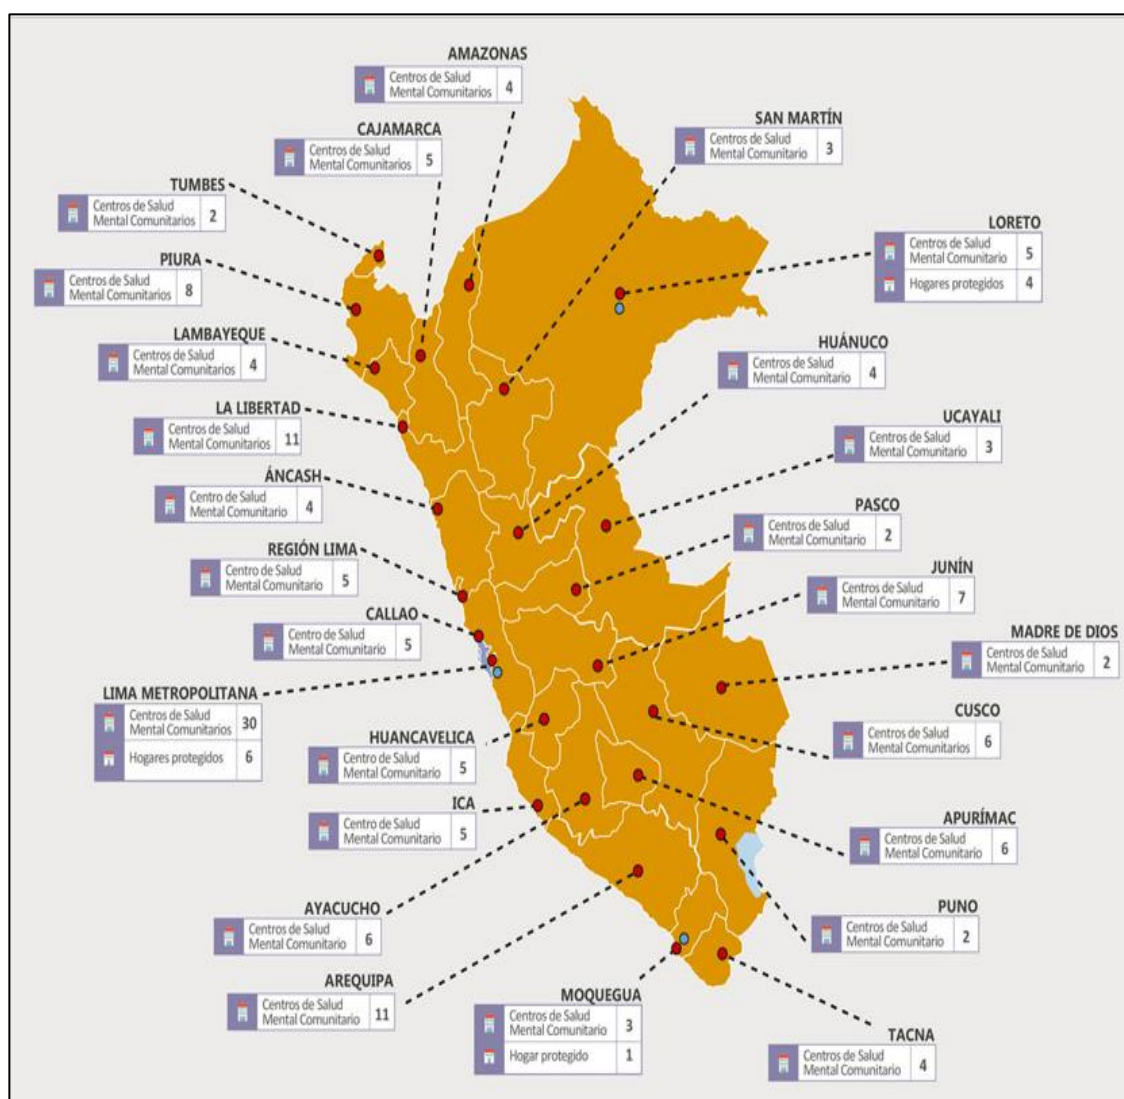 AMAZONAS
Centros de Salud
Mental Comunitarios
4
CAJAMARCA
Centros de Salud
Mental Comunitarios
5
TUMBES
Centros de Salud
Mental Comunitarios
2
PIURA
Centros de Salud
Mental Comunitarios
8
LAMBAYEQUE
Centros de Salud
Mental Comunitarios
4
LA LIBERTAD
Centros de Salud
Mental Comunitarios
11
ÁNCASH
Centro de Salud
Mental Comunitario
4
REGIÓN LIMA
Centro de Salud
Mental Comunitario
5
CALLAO
Centro de Salud
Mental Comunitario
5
LIMA METROPOLITANA
Centros de Salud
Mental Comunitarios
30
Hogares protegidos
6
HUANCAVELICA
Centro de Salud
Mental Comunitario
5
ICA
Centro de Salud
Mental Comunitario
5
AYACUCHO
Centros de Salud
Mental Comunitario
6
AREQUIPA
Centros de Salud
Mental Comunitario
11
MOQUEGUA
Centros de Salud
Mental Comunitario
3
Hogar protegido
1
SAN MARTÍN
Centros de Salud
Mental Comunitario
3
LORETO
Centros de Salud
Mental Comunitario
5
Hogares protegidos
4
HUÁNUCO
Centros de Salud
Mental Comunitario
4
UCAYALI
Centros de Salud
Mental Comunitario
3
PASCO
Centros de Salud
Mental Comunitario
2
JUNÍN
Centros de Salud
Mental Comunitario
7
MADRE DE DIOS
Centros de Salud
Mental Comunitario
2
CUSCO
Centros de Salud
Mental Comunitarios
6
APURÍMAC
Centros de Salud
Mental Comunitario
6
PUNO
Centros de Salud
Mental Comunitario
2
TACNA
Centros de Salud
Mental Comunitario
4